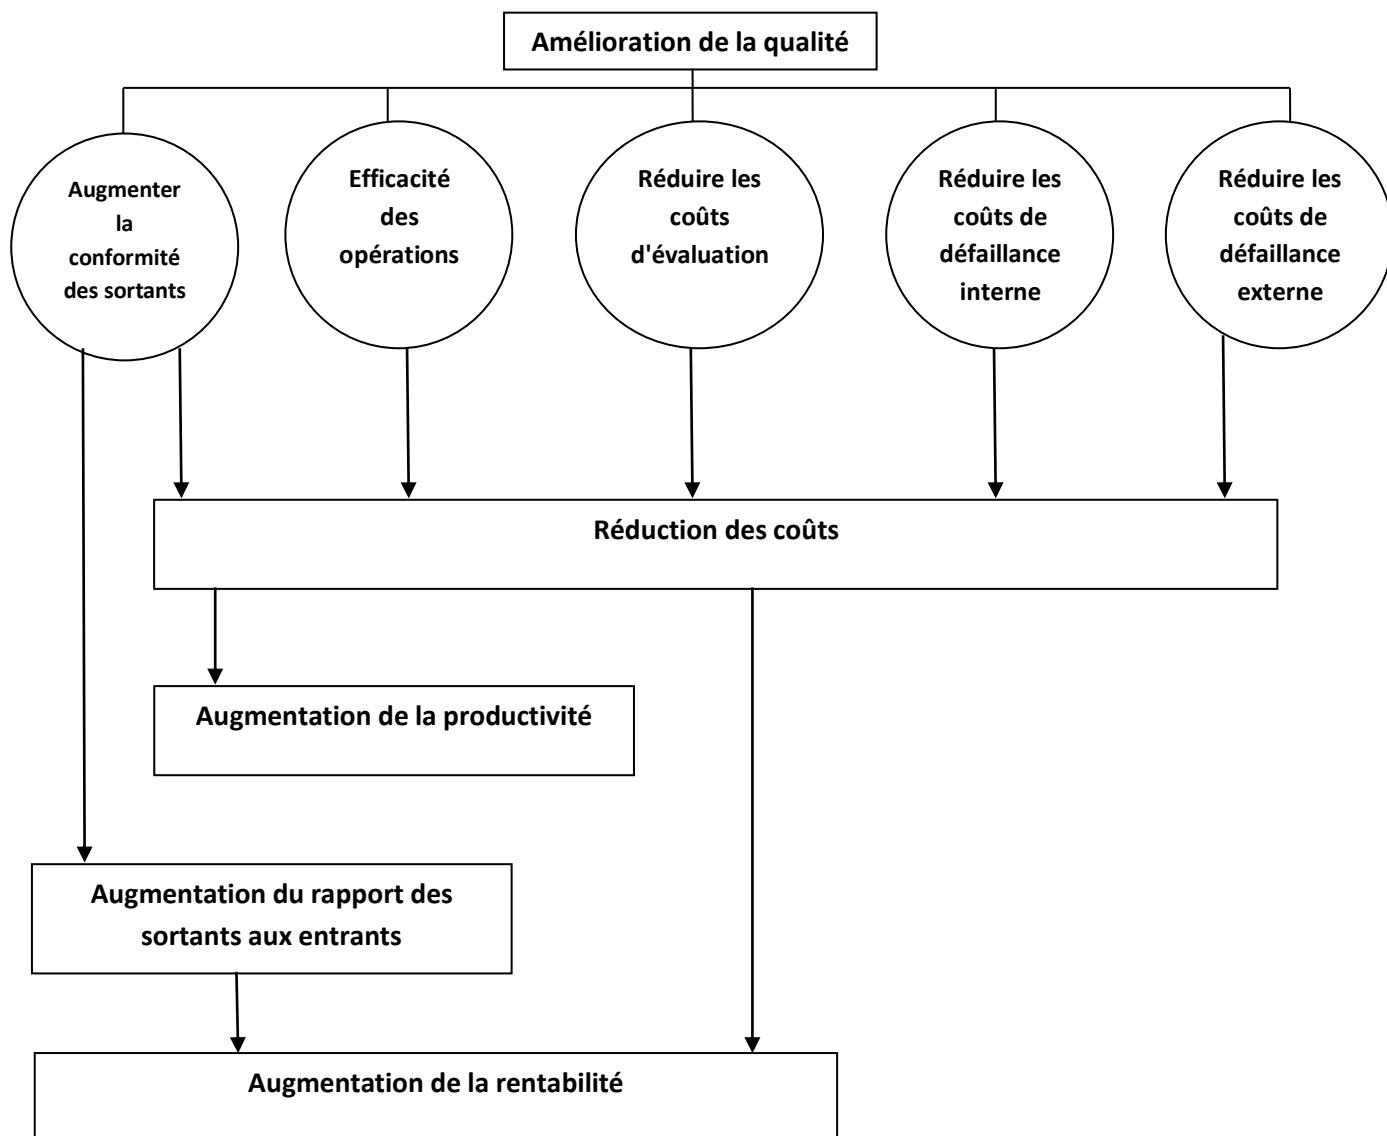 Amélioration de la qualité
Augmenter
la
conformité
des sortants
Efficacité
des
opérations
Réduire les
coûts
d'évaluation
Réduire les
coûts de
défaillance
interne
Réduire les
coûts de
défaillance
externe
Réduction des coûts
Augmentation de la productivité
Augmentation du rapport des
sortants aux entrants
Augmentation de la rentabilité